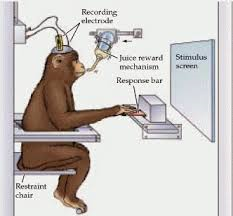 Recording
electrode
Juice reward
mechanism
Stimulus
screen
Response bar
Restraint
chair